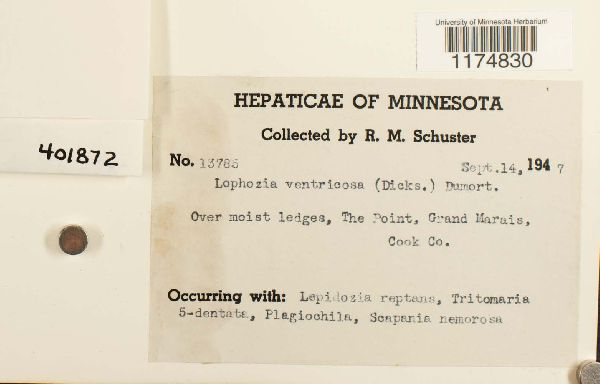 University of Minnesota Herbarium
1174830
401872
HEPATICAE OF MINNESOTA
Collected by R. M. Schuster
No. 13785 Sept.14, 1947
Lophozia ventricosa (Dicks.) Dumort.
Over moist ledges, The Point, Grand Marais,
Cook Co.
Occurring with: Lepidozia reptans, Tritomaria
5-dentata, Plagiochila, Scapania nemorosa